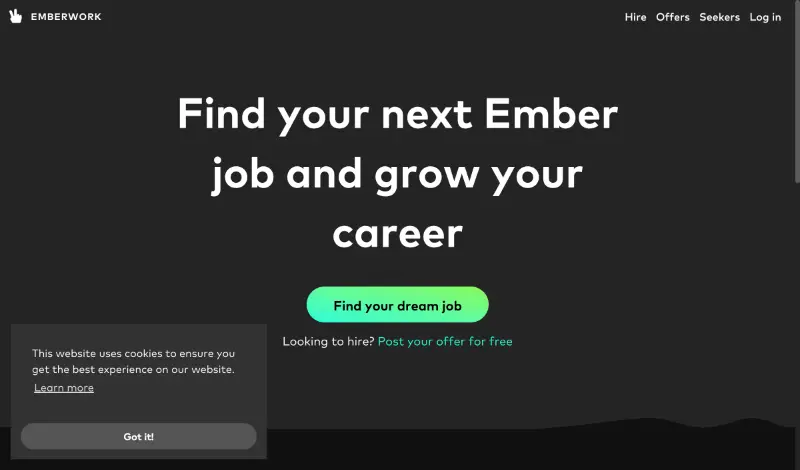 EMBERWORK
Hire Offers Seekers Log in
Find your next Ember
job and grow your
career
Find your dream job
Looking to hire? Post your offer for free
This website uses cookies to ensure you
get the best experience on our website.
Learn more
Got it!